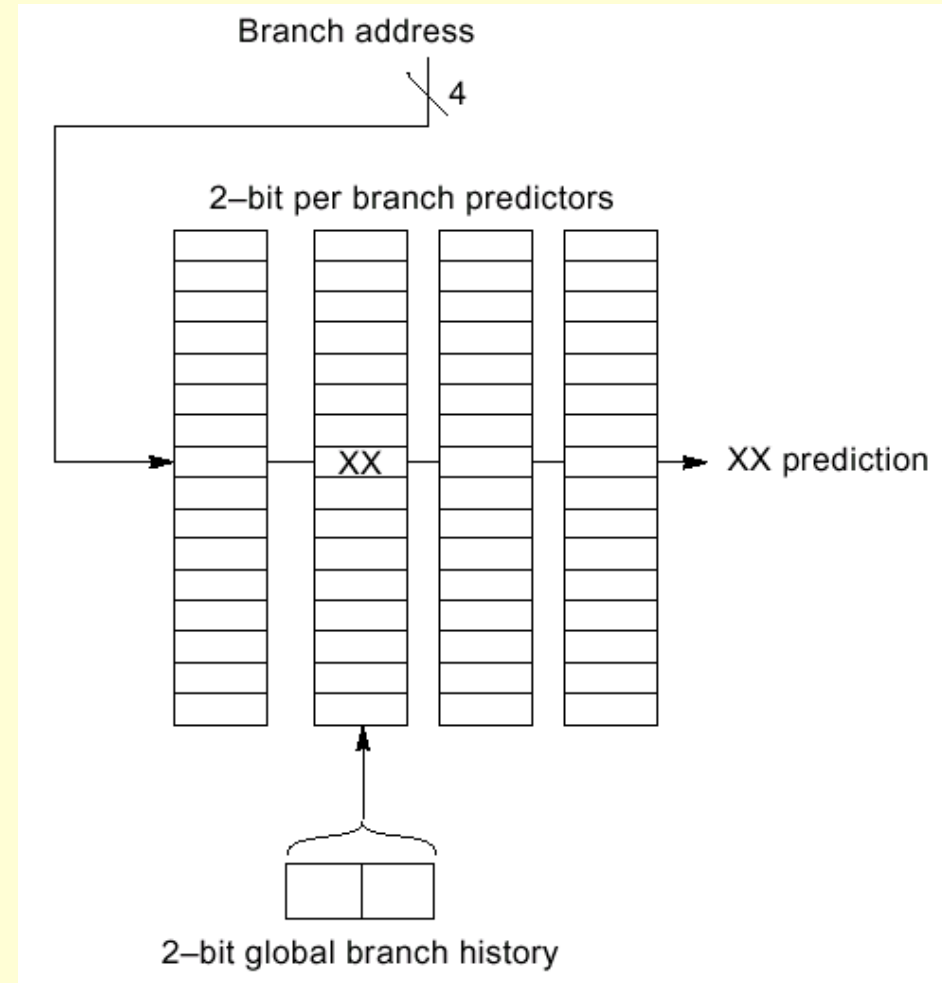 Branch address
4
2–bit per branch predictors
XX
XX prediction
2–bit global branch history